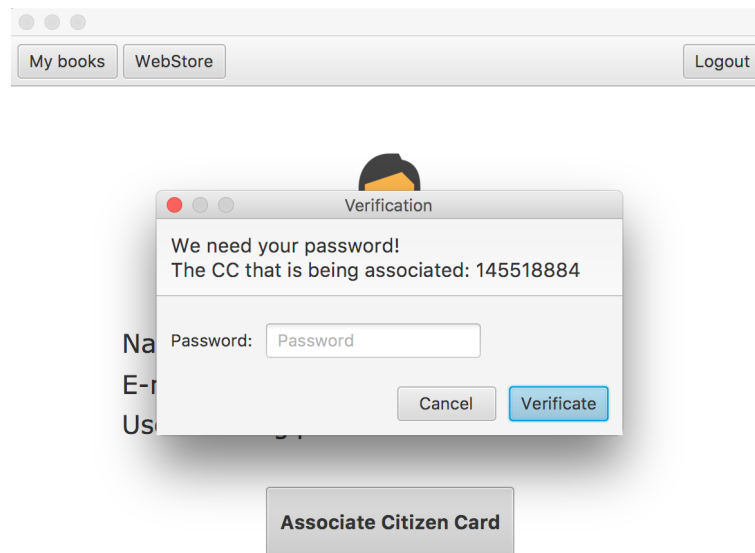 My books WebStore Logout
Verification
We need your password!
The CC that is being associated: 145518884
Password: Password
Cancel Verificate
Associate Citizen Card